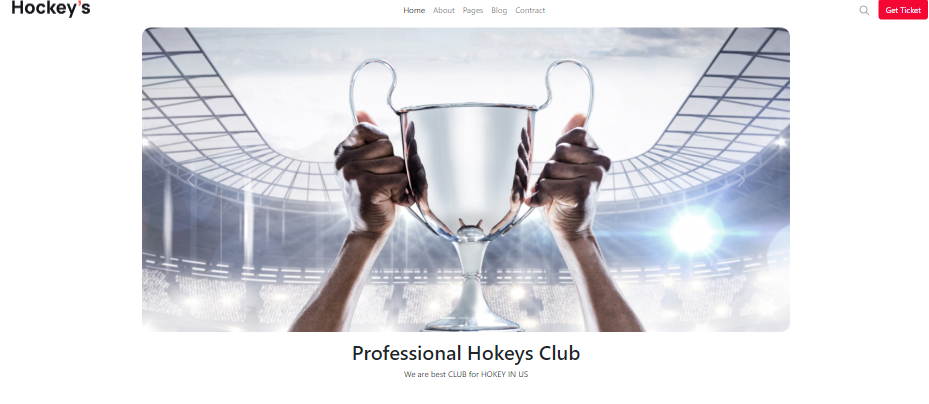 Hockey's
Home About Pages Blog Contract
Get Ticket
Professional Hokeys Club
We are best CLUB for HOKEY IN US